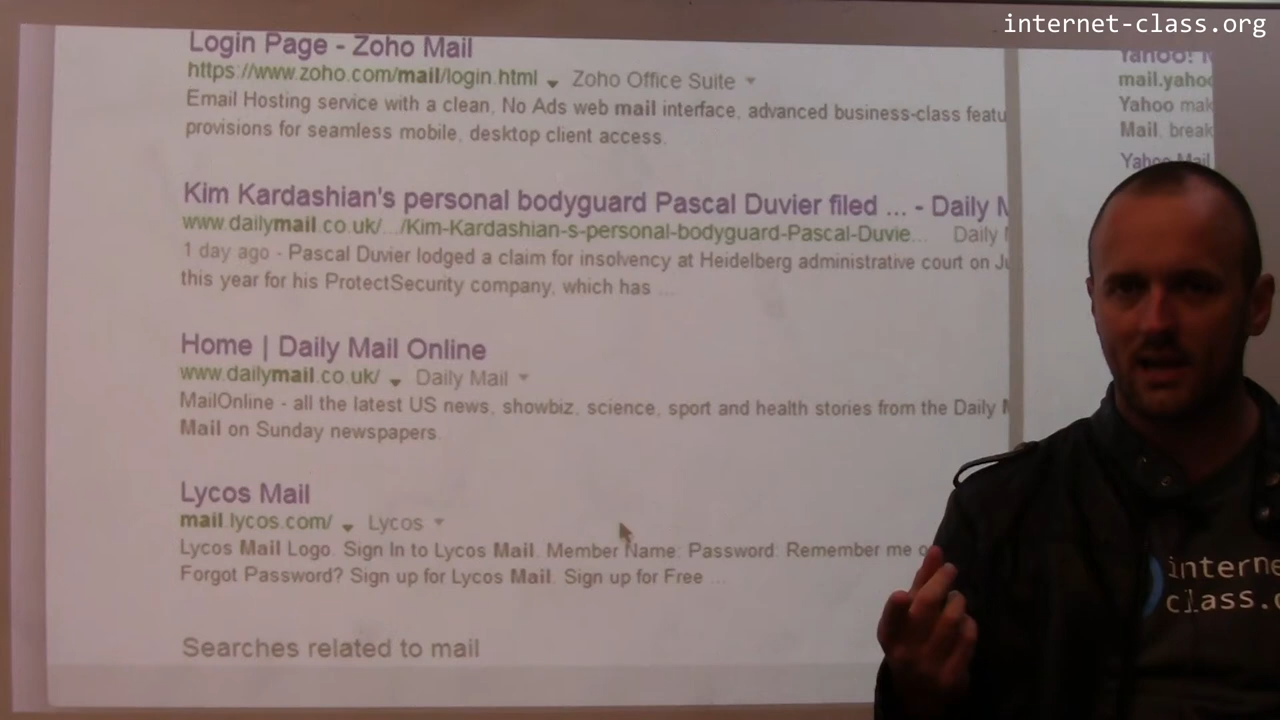 internet-class.org
Login Page - Zoho Mail
https://www.zoho.com/mail/login.html Zoho Office Suite
Email Hosting service with a clean, No Ads web mail interface, advanced business-class featu
provisions for seamless mobile, desktop client access.
Kim Kardashian's personal bodyguard Pascal Duvier filed ... - Daily M
www.dailymail.co.uk/.../Kim-Kardashian-s-personal-bodyguard-Pascal-Duvie... Daily
1 day ago - Pascal Duvier lodged a claim for insolvency at Heidelberg administrative court on Ju
this year for his ProtectSecurity company, which has ...
Home | Daily Mail Online
www.dailymail.co.uk/ Daily Mail
MailOnline - all the latest US news, showbiz, science, sport and health stories from the Daily M
Mail on Sunday newspapers.
Lycos Mail
mail.lycos.com/ Lycos
Lycos Mail Logo. Sign In to Lycos Mail. Member Name: Password: Remember me o
Forgot Password? Sign up for Lycos Mail. Sign up for Free ...
Searches related to mail
Yahoo!
mail.yahoo
Yahoo mak
Mail, break
Yahoo Mail
interne
class.o